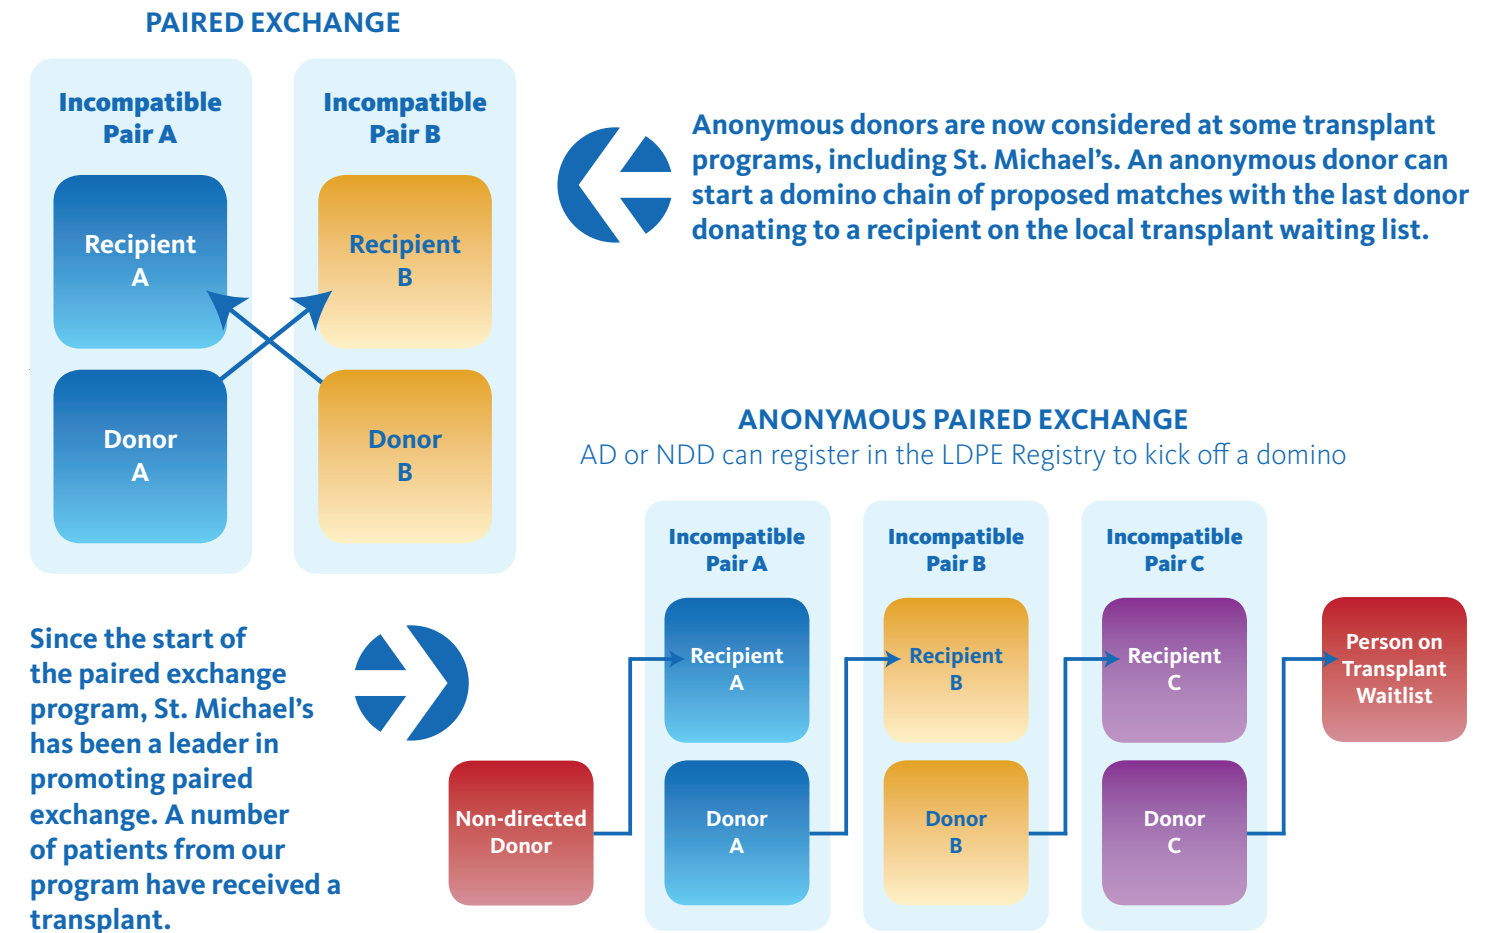 PAIRED EXCHANGE
Incompatible
Pair A
Incompatible
Pair B
Recipient
A
Recipient
B
Donor
A
Donor
B
Anonymous donors are now considered at some transplant
programs, including St. Michael's. An anonymous donor can
start a domino chain of proposed matches with the last donor
donating to a recipient on the local transplant waiting list.
Since the start of
the paired exchange
program, St. Michael's
has been a leader in
promoting paired
exchange. A number
of patients from our
program have received a
transplant.
ANONYMOUS PAIRED EXCHANGE
AD or NDD can register in the LDPE Registry to kick off a domino
Incompatible
Pair A
Incompatible
Pair B
Incompatible
Pair C
Recipient
A
Recipient
B
Recipient
C
Person on
Transplant
Waitlist
Non-directed
Donor
Donor
A
Donor
B
Donor
C